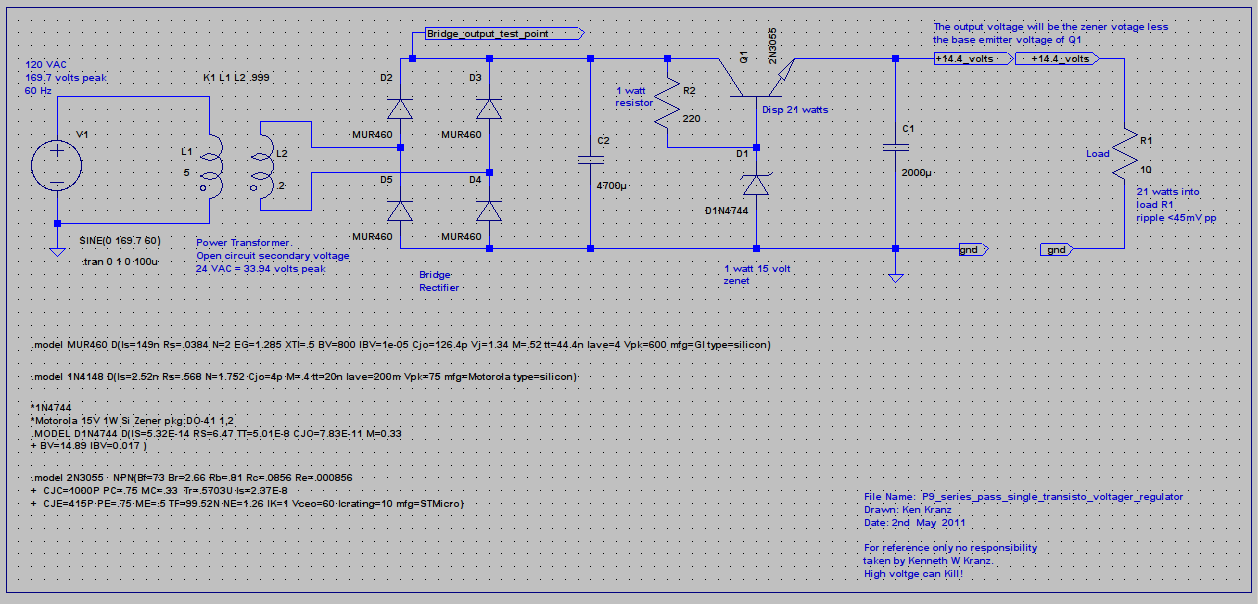 The output voltage will be the zener votage less
the base emitter voltage of Q1
Bridge_output_test_point
Q1
2N3055
+14.4_volts
+14.4_volts
120 VAC
169.7 volts peak
60 Hz
K1 L1 L2 .999
D2
D3
1 watt
resistor
R2
220
Disp 21 watts
V1
MUR460
MUR460
C2
4700µ
C1
2000µ
R1
10
Load
L1
5
L2
.2
D5
D4
D1
D1N4744
21 watts into
load R1
ripple <45mV pp
MUR460
MUR460
SINE(0 169.7 60)
.tran 0 1 0 100u
Power Transformer.
Open circuit secondary voltage
24 VAC = 33.94 volts peak
gnd
gnd
Bridge
Rectifier
1 watt 15 volt
zenet
.model MUR460 D(Is=149n Rs=.0384 N=2 EG=1.285 XTI=.5 BV=800 IBV=1e-05 Cjo=126.4p Vj=1.34 M=.52 tt=44.4n Iave=4 Vpk=600 mfg=GI type=silicon)
.model 1N4148 D(Is=2.52n Rs=.568 N=1.752 Cjo=4p M=.4 tt=20n Iave=200m Vpk=75 mfg=Motorola type=silicon)
*1N4744
*Motorola 15V 1W Si Zener pkg:DO-41 1,2
.MODEL D1N4744 D(IS=5.32E-14 RS=6.47 TT=5.01E-8 CJO=7.83E-11 M=0.33
+ BV=14.89 IBV=0.017 )
.model 2N3055 NPN(Bf=73 Br=2.66 Rb=.81 Rc=.0856 Re=.000856
+ CJC=1000P PC=.75 MC=.33 Tr=.5703U Is=2.37E-8
+ CJE=415P PE=.75 ME=.5 TF=99.52N NE=1.26 IK=1 Vceo=60 Icrating=10 mfg=STMicro)
File Name: P9_series_pass_single_transisto_voltager_regulator
Drawn: Ken Kranz
Date: 2nd May 2011
For reference only no responsibility
taken by Kenneth W Kranz.
High voltge can Kill!